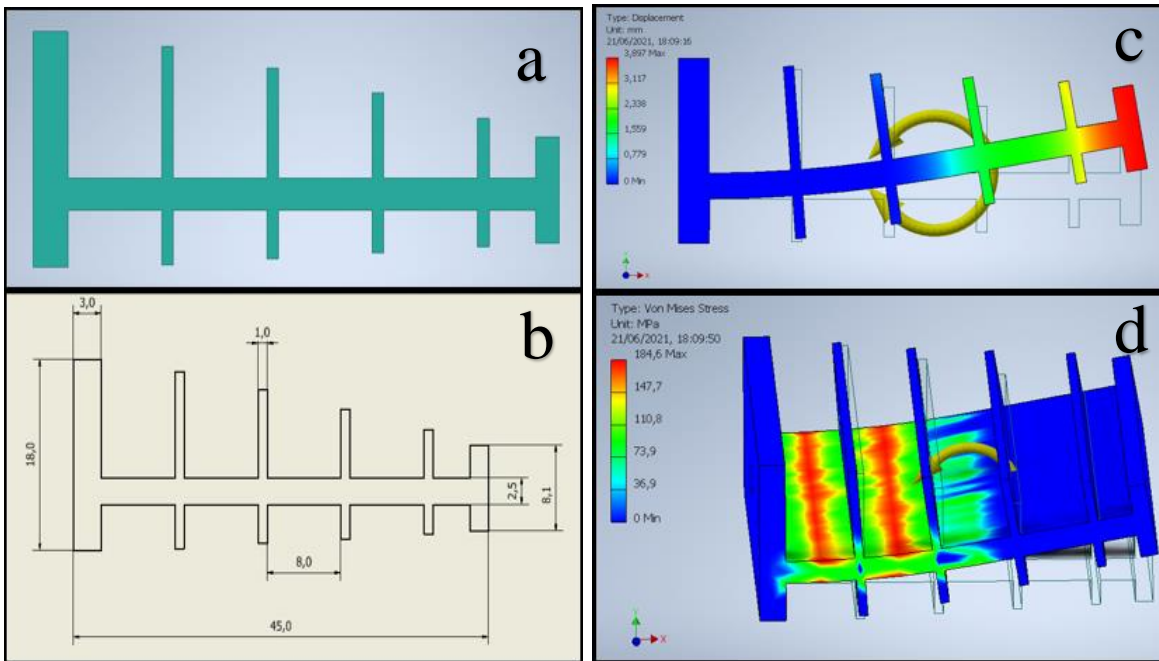 a
b
3,0
1,0
18,0
2,5
8,1
8,0
45,0
c
Type: Displacement
Unit: mm
21/06/2021, 18:09:16
3,897 Max
3,117
2,338
1,559
0,779
0 Min
Y
X
d
Type: Von Mises Stress
Unit: MPa
21/06/2021, 18:09:50
184,6 Max
147,7
110,8
73,9
36,9
0 Min
Y
X